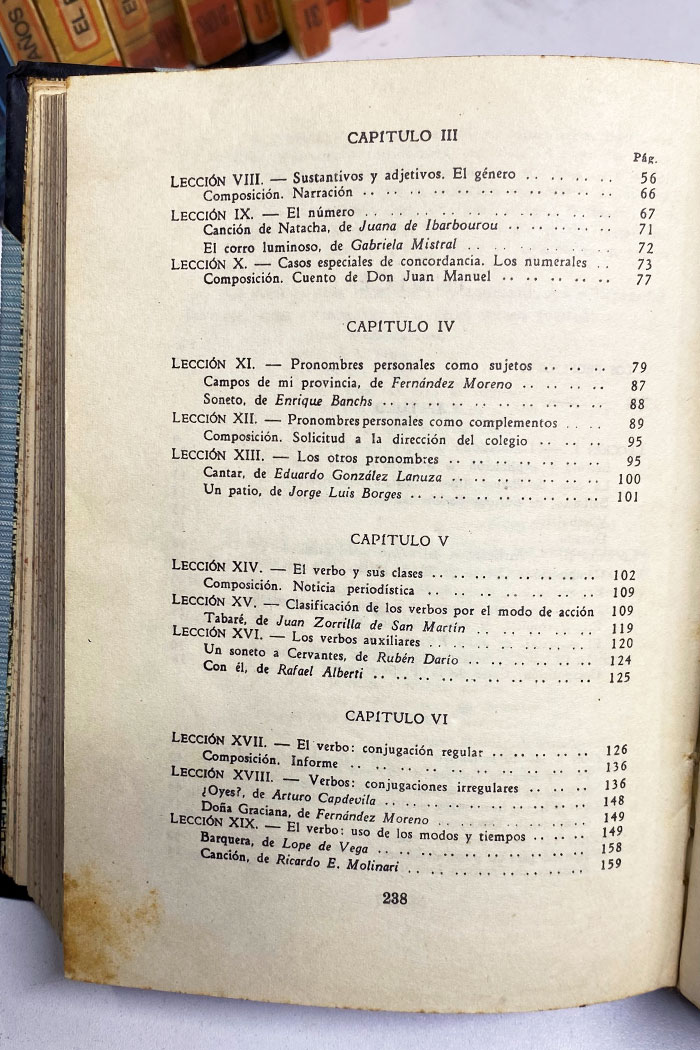 AÑOS
EL
CAPITULO III
Pág.
LECCIÓN VIII. — Sustantivos y adjetivos. El género .. .. .. .. 56
Composición. Narración .. .. .. .. .. .. .. .. .. .. 66
LECCIÓN IX. — El número .. .. .. .. .. .. .. .. .. .. 67
Canción de Natacha, de Juana de Ibarbourou .. .. .. .. 71
El corro luminoso, de Gabriela Mistral .. .. .. .. .. .. 72
LECCIÓN X. — Casos especiales de concordancia. Los numerales .. 73
Composición. Cuento de Don Juan Manuel .. .. .. .. .. 77
CAPITULO IV
LECCIÓN XI. — Pronombres personales como sujetos .. .. .. 79
Campos de mi provincia, de Fernández Moreno .. .. .. .. 87
Soneto, de Enrique Banchs .. .. .. .. .. .. .. .. .. 88
LECCIÓN XII. — Pronombres personales como complementos .. .. 89
Composición. Solicitud a la dirección del colegio .. .. .. 95
LECCIÓN XIII. — Los otros pronombres .. .. .. .. .. .. 95
Cantar, de Eduardo González Lanuza .. .. .. .. .. .. 100
Un patio, de Jorge Luis Borges .. .. .. .. .. .. .. .. 101
CAPITULO V
LECCIÓN XIV. — El verbo y sus clases .. .. .. .. .. .. .. 102
Composición. Noticia periodística .. .. .. .. .. .. .. 109
LECCIÓN XV. — Clasificación de los verbos por el modo de acción 109
Tabaré, de Juan Zorrilla de San Martín .. .. .. .. .. 119
LECCIÓN XVI. — Los verbos auxiliares .. .. .. .. .. .. .. 120
Un soneto a Cervantes, de Rubén Darío .. .. .. .. .. 124
Con él, de Rafael Alberti .. .. .. .. .. .. .. .. .. 125
CAPITULO VI
LECCIÓN XVII. — El verbo: conjugación regular .. .. .. .. .. 126
Composición. Informe .. .. .. .. .. .. .. .. .. .. 136
LECCIÓN XVIII. — Verbos: conjugaciones irregulares .. .. .. 136
¿Oyes?, de Arturo Capdevila .. .. .. .. .. .. .. .. 148
Doña Graciana, de Fernández Moreno .. .. .. .. .. .. 149
LECCIÓN XIX. — El verbo: uso de los modos y tiempos .. .. .. 149
Barquera, de Lope de Vega .. .. .. .. .. .. .. .. .. 158
Canción, de Ricardo E. Molinari .. .. .. .. .. .. .. 159
238